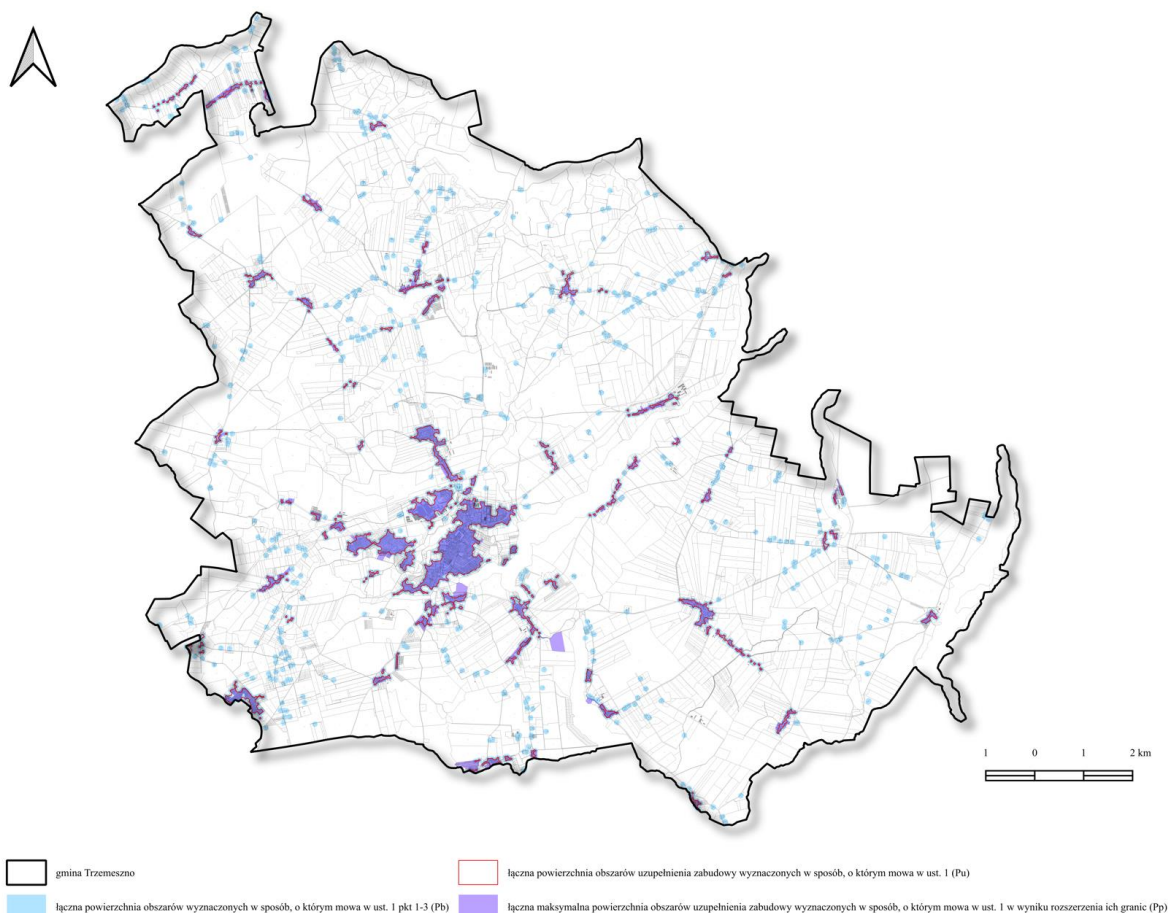 1 0 1 2 km
gmina Trzemeszno
łączna powierzchnia obszarów uzupełnienia zabudowy wyznaczonych w sposób, o którym mowa w ust. 1 (Pu)
łączna powierzchnia obszarów wyznaczonych w sposób, o którym mowa w ust. 1 pkt 1-3 (Pb)
łączna maksymalna powierzchnia obszarów uzupełnienia zabudowy wyznaczonych w sposób, o którym mowa w ust. 1 w wyniku rozszerzenia ich granic (Pp)